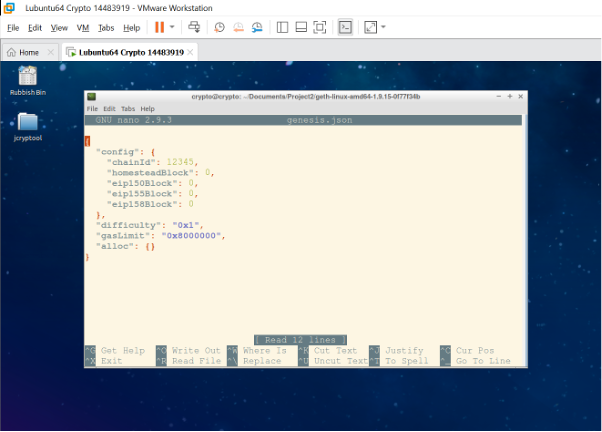 Lubuntu64 Crypto 14483919 - VMware Workstation
File Edit View VM Tabs Help
Home Lubuntu64 Crypto 14483919
Rubbish Bin
jcryptool
crypto@crypto: ~/Documents/Project2/geth-linux-amd64-1.9.15-0f77f34b
File Edit Tabs Help
GNU nano 2.9.3 genesis.json
{
"config": {
"chainId": 12345,
"homesteadBlock": 0,
"eip150Block": 0,
"eip155Block": 0,
"eip158Block": 0
},
"difficulty": "0x1",
"gasLimit": "0x8000000",
"alloc": {}
}
[ Read 12 lines ]
^G Get Help ^O Write Out ^W Where Is ^K Cut Text ^J Justify ^C Cur Pos
^X Exit ^R Read File ^\ Replace ^U Uncut Text ^T To Spell ^_ Go To Line